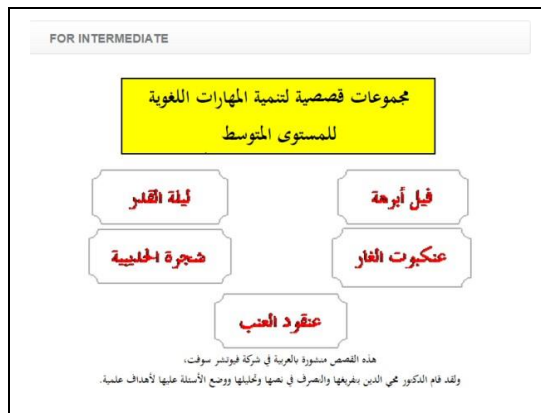 FOR INTERMEDIATE
مجموعات قصصية لتنمية المهارات اللغوية
للمستوى المتوسط
فيل أبرهة
ليلة القدر
عنكبوت الغار
شجرة الحديبية
عنقود العنب
هذه القصص منشورة بالعربية في شركة فيوتشر سوفت،
ولقد قام الدكتور محي الدين بتفريغها والتصرف في نصها وتحليلها ووضع الأسئلة عليها لأهداف علمية.